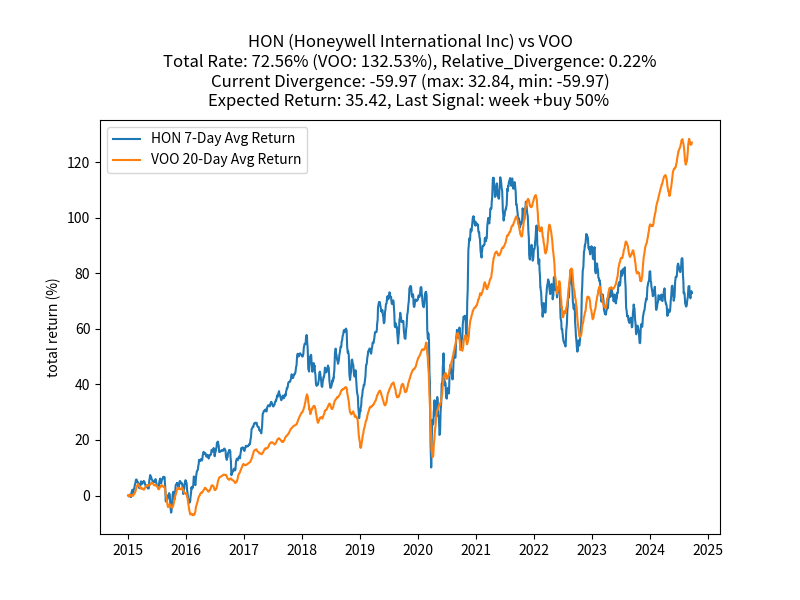 HON (Honeywell International Inc) vs VOO
Total Rate: 72.56% (VOO: 132.53%), Relative_Divergence: 0.22%
Current Divergence: -59.97 (max: 32.84, min: -59.97)
Expected Return: 35.42, Last Signal: week +buy 50%
HON 7-Day Avg Return
VOO 20-Day Avg Return
total return (%)
120
100
80
60
40
20
0
2015 2016 2017 2018 2019 2020 2021 2022 2023 2024 2025